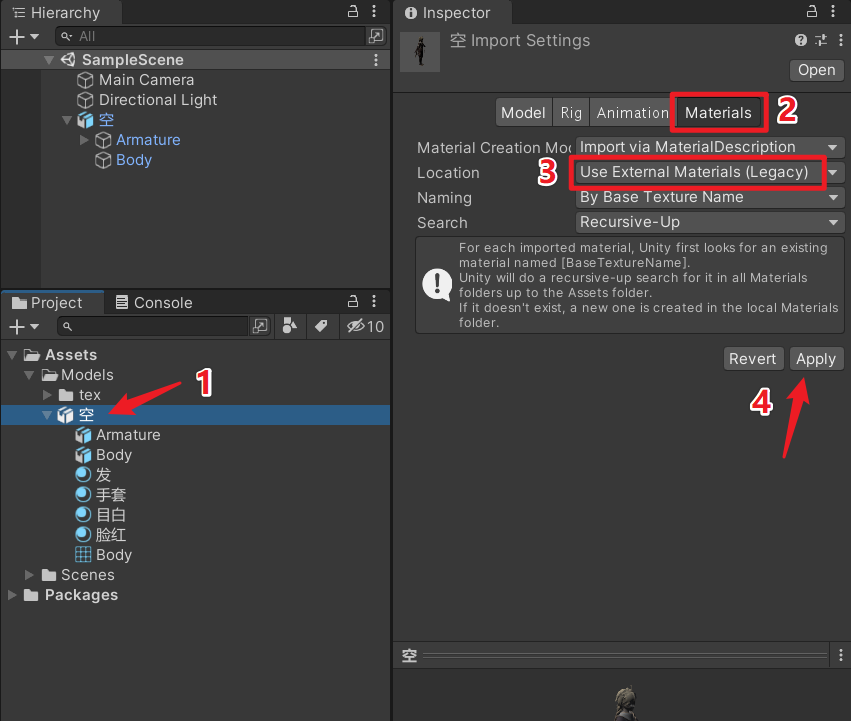 Hierarchy
All
SampleScene
Main Camera
Directional Light
空
Armature
Body
Project
Console
10
Assets
Models
tex
空
1
Armature
Body
发
手套
目白
脸红
Body
Scenes
Packages
Inspector
空 Import Settings
Open
Model Rig Animation Materials 2
Material Creation Mod Import via MaterialDescription
Location 3 Use External Materials (Legacy)
Naming By Base Texture Name
Search Recursive-Up
For each imported material, Unity first looks for an existing
material named [BaseTextureName].
Unity will do a recursive-up search for it in all Materials
folders up to the Assets folder.
If it doesn't exist, a new one is created in the local Materials
folder.
Revert Apply
4
空